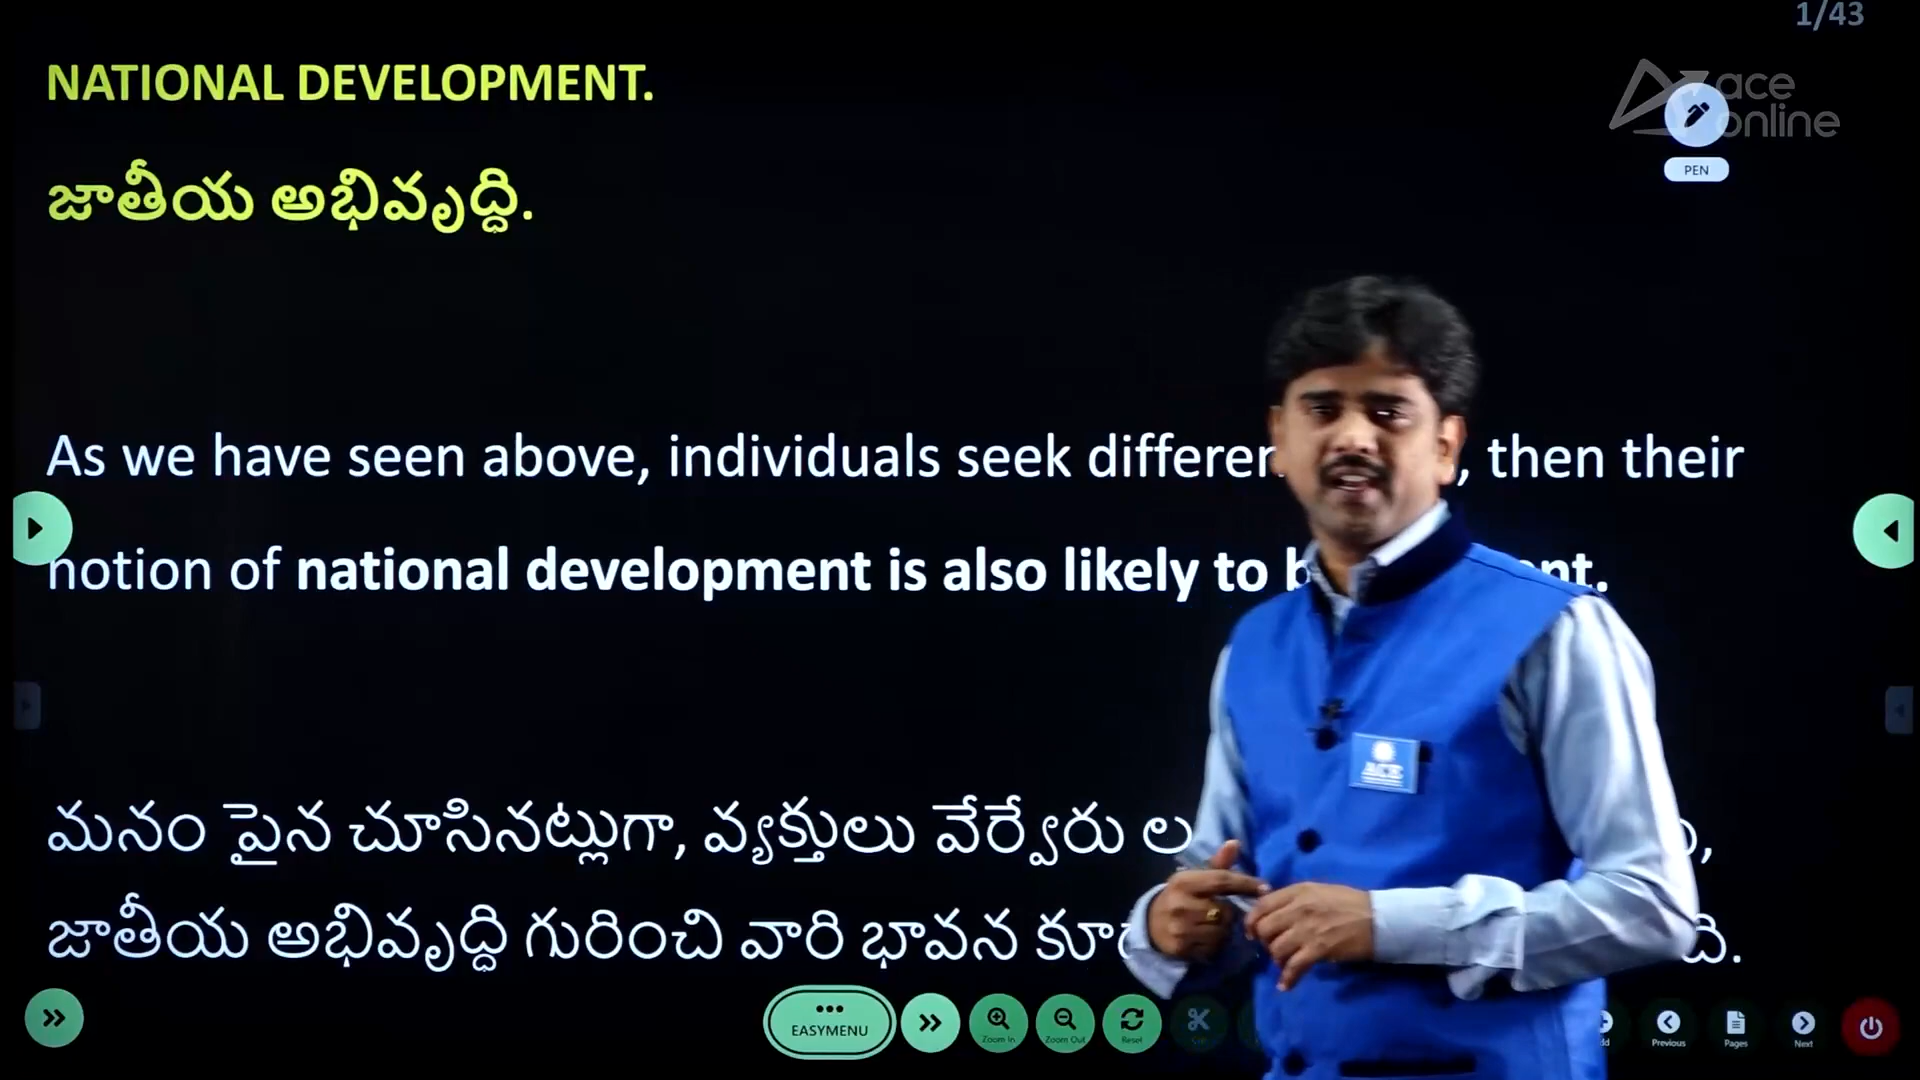 1/43
NATIONAL DEVELOPMENT.
ace
online
PEN
జాతీయ అభివృద్ధి.
As we have seen above, individuals seek then their
notion of national development is also likely to
మనం పైన చూసినట్లుగా, వ్యక్తులు వేర్వేరు
జాతీయ అభివృద్ధి గురించి వారి భావన
ACE
EASYMENU
Zoom In
Zoom Out
Reset
Previous
Pages
Next